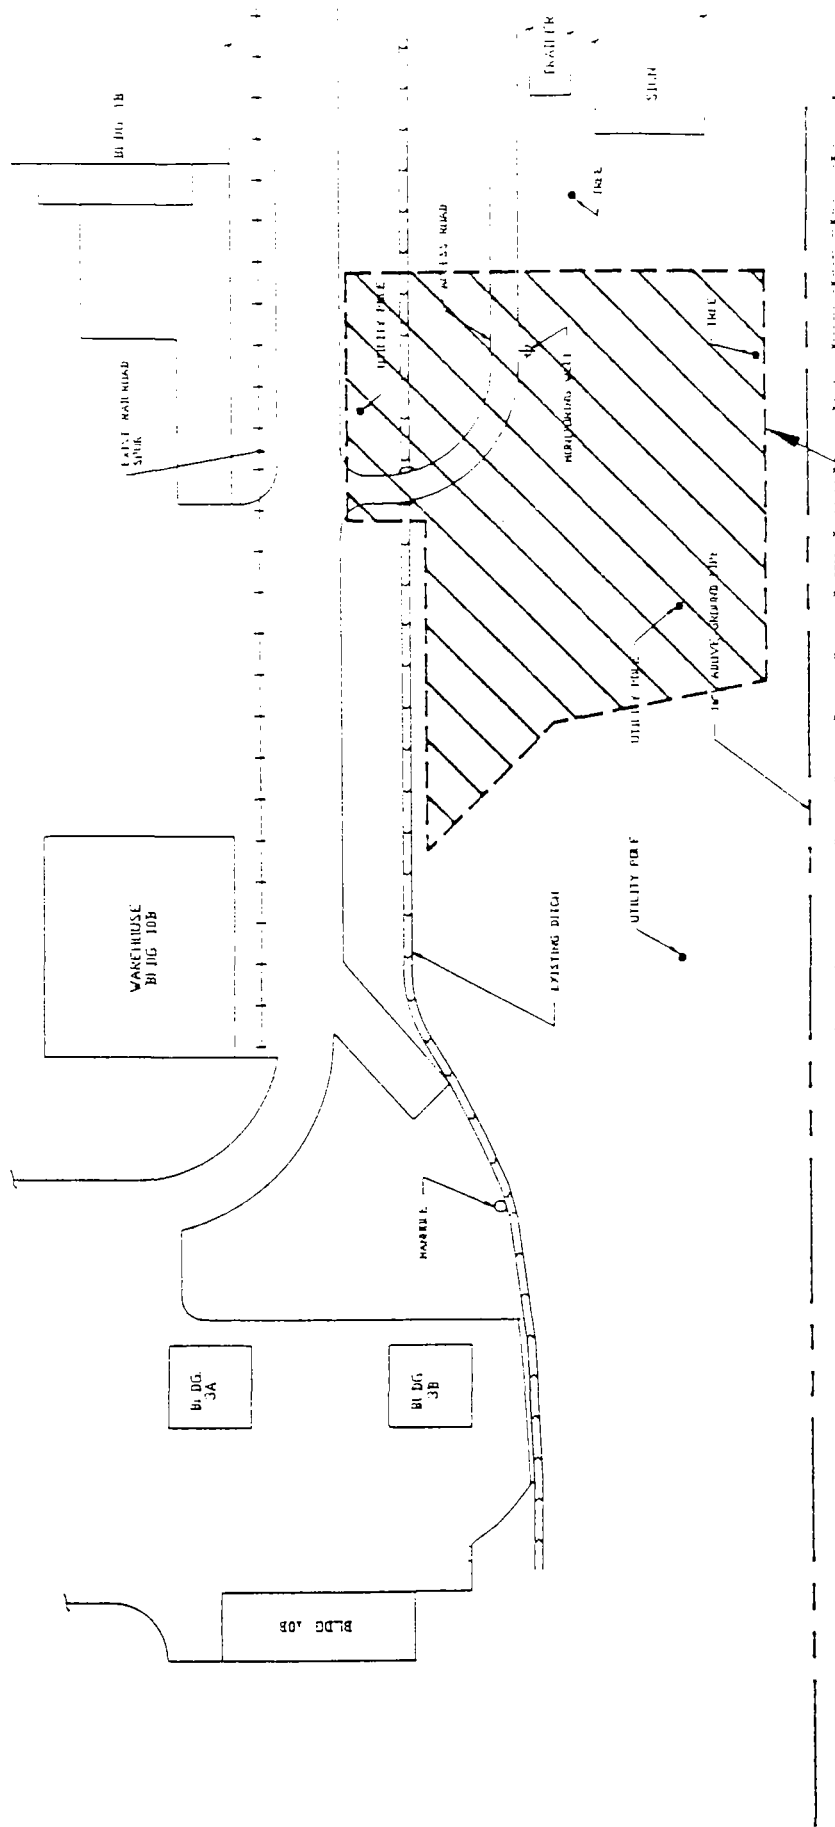 BLDG 1B
TRAILER
SIGN
TREE
ACCESS ROAD
UTILITY POLE
EXIST RAILROAD
SPUR
MONITORING WELL
TREE
UTILITY POLE
ABOVE GROUND PIPE
WAREHOUSE
BLDG 10B
EXISTING DITCH
UTILITY POLE
MANHOLE
BLDG.
3A
BLDG
3B
BLDG